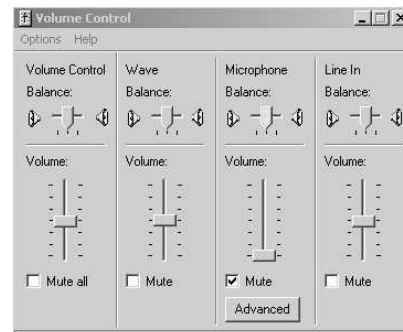 Volume Control
Options Help
Volume Control Wave Microphone Line In
Balance: Balance: Balance: Balance:
Volume: Volume: Volume: Volume:
Mute all Mute Mute Mute
Advanced